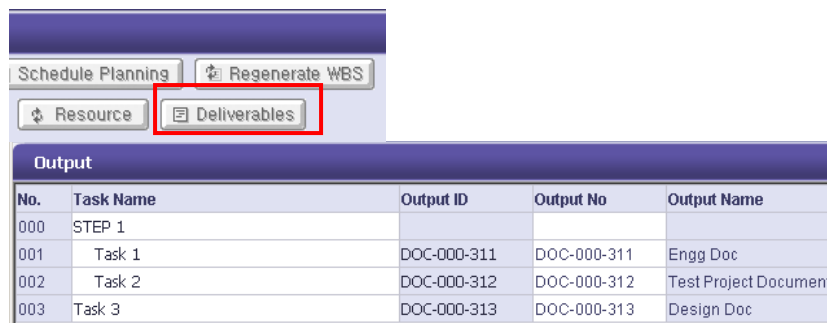 Schedule Planning Regenerate WBS
Resource Deliverables
Output
No. Task Name Output ID Output No Output Name
000 STEP 1
001 Task 1 DOC-000-311 DOC-000-311 Engg Doc
002 Task 2 DOC-000-312 DOC-000-312 Test Project Documen
003 Task 3 DOC-000-313 DOC-000-313 Design Doc